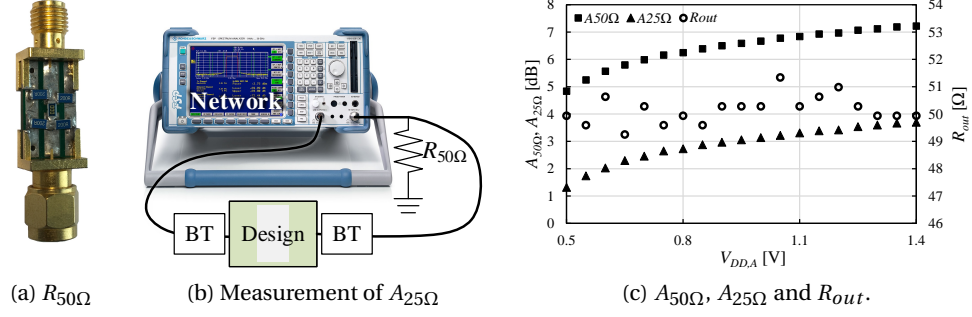 (a) R50Ω
Network
R50Ω
BT
Design
BT
(b) Measurement of A25Ω
A50Ω A25Ω Rout
8
7
6
5
4
3
2
1
0
A50Ω, A25Ω [dB]
54
53
52
51
50
49
48
47
46
Rout [Ω]
0.5 0.8 1.1 1.4
VDD,A [V]
(c) A50Ω, A25Ω and Rout.